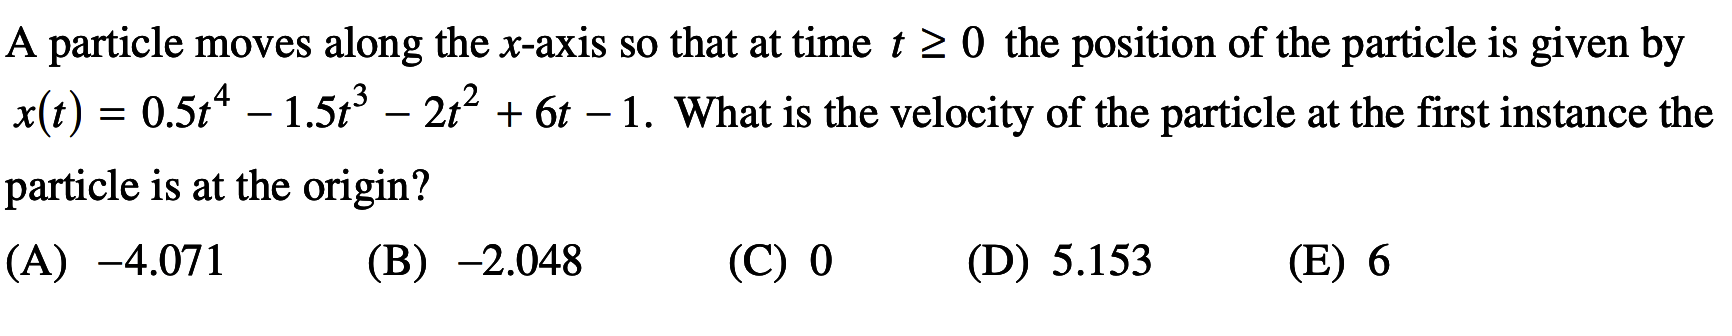 A particle moves along the x-axis so that at time t ≥ 0 the position of the particle is given by
x(t) = 0.5t⁴ – 1.5t³ – 2t² + 6t – 1. What is the velocity of the particle at the first instance the
particle is at the origin?
(A) –4.071 (B) –2.048 (C) 0 (D) 5.153 (E) 6